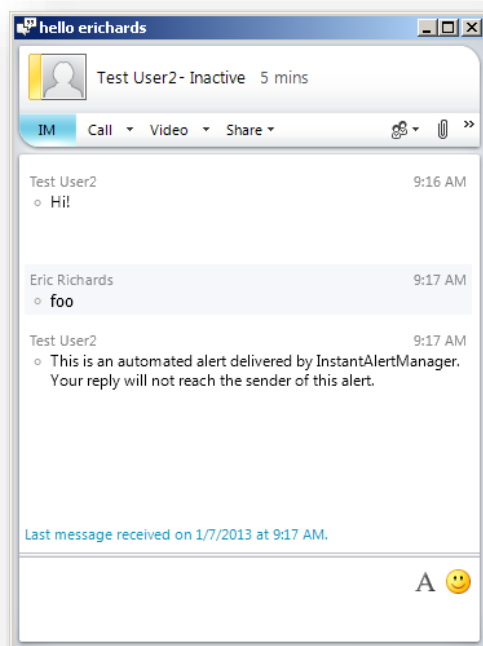 hello erichards
Test User2 - Inactive 5 mins
IM Call Video Share
Test User2 9:16 AM
Hi!
Eric Richards 9:17 AM
foo
Test User2 9:17 AM
This is an automated alert delivered by InstantAlertManager.
Your reply will not reach the sender of this alert.
Last message received on 1/7/2013 at 9:17 AM.
A